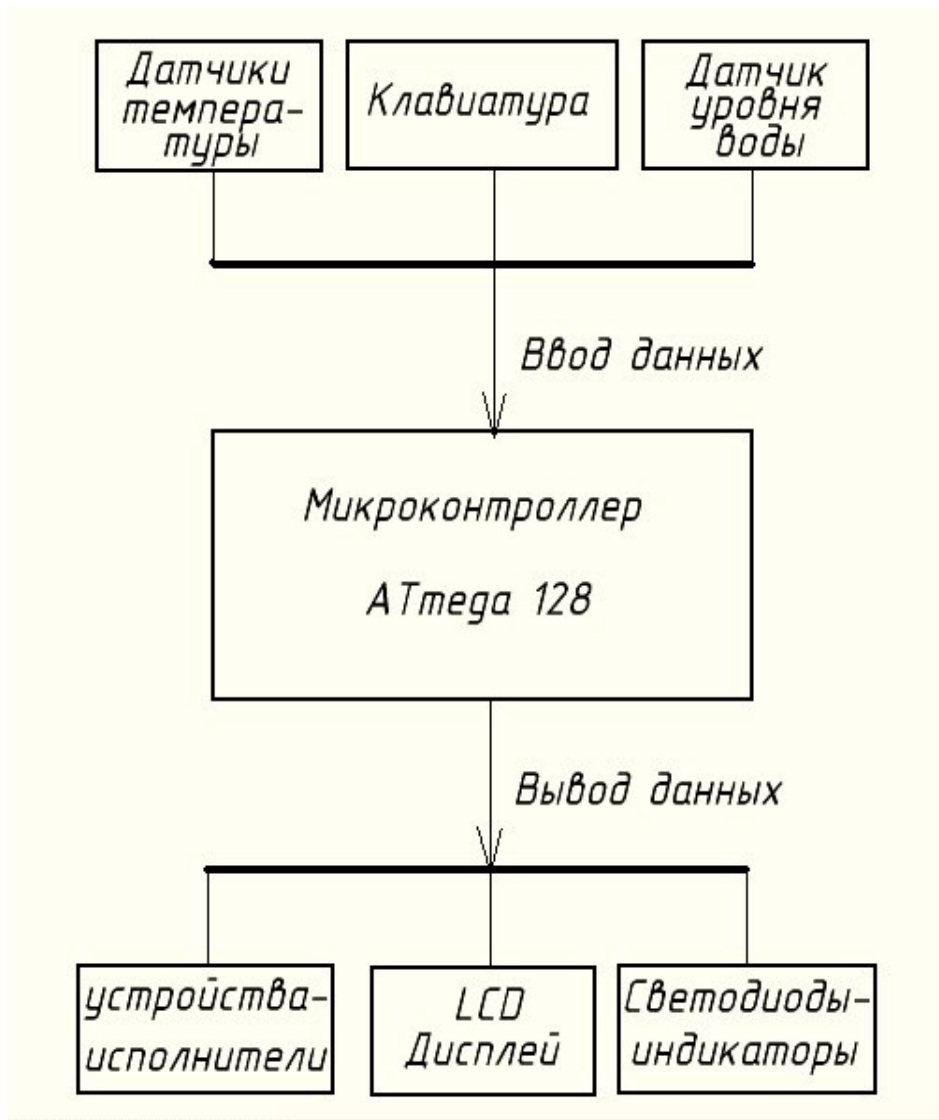 Датчики
темпера-
туры
Клавиатура
Датчик
уровня
воды
Ввод данных
Микроконтроллер
ATmega 128
Вывод данных
устройства-
исполнители
LCD
Дисплей
Светодиоды-
индикаторы